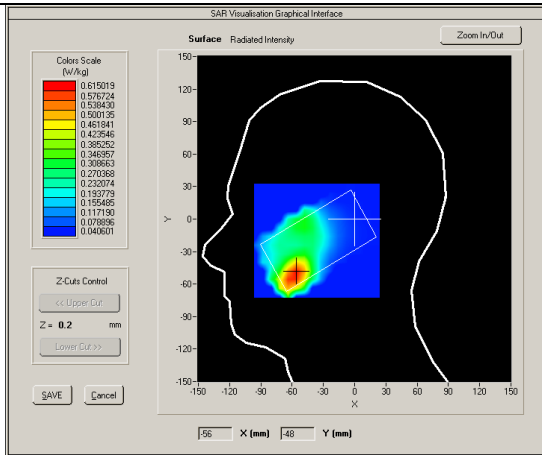 SAR Visualisation Graphical Interface
Surface Radiated Intensity
Zoom In/Out
Colors Scale
(W/kg)
0.615019
0.576724
0.538430
0.500135
0.461841
0.423546
0.385252
0.346957
0.308663
0.270368
0.232074
0.193779
0.155485
0.117190
0.078896
0.040601
Z-Cuts Control
<< Upper Cut
Z = 0.2 mm
Lower Cut >>
SAVE Cancel
150-
120-
90-
60-
30-
0-
-30-
-60-
-90-
-120-
-150-
Y
-150 -120 -90 -60 -30 0 30 60 90 120 150
X
-56 X (mm) -48 Y (mm)